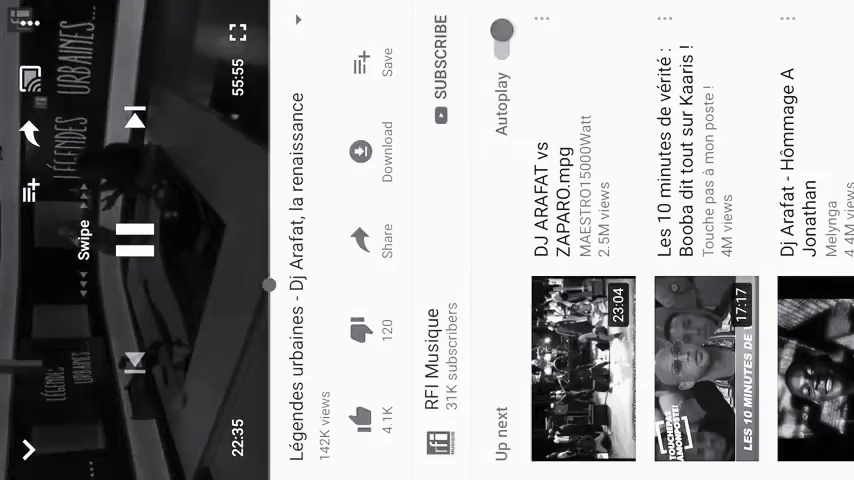 LÉGENDES
URBAINES
Swipe
22:35
55:55
Légendes urbaines - Dj Arafat, la renaissance
142K views
4.1K
120
Share
Download
Save
RFI Musique
31K subscribers
SUBSCRIBE
Up next
Autoplay
23:04
DJ ARAFAT vs
ZAPARO.mpg
MAESTRO15000Watt
2.5M views
TOUCHEPAS
AMONPOSTE!
LES 10 MINUTES DE
17:17
Les 10 minutes de vérité :
Booba dit tout sur Kaaris !
Touche pas à mon poste !
4M views
Dj Arafat - Hômmage A
Jonathan
Melynga
4.4M views